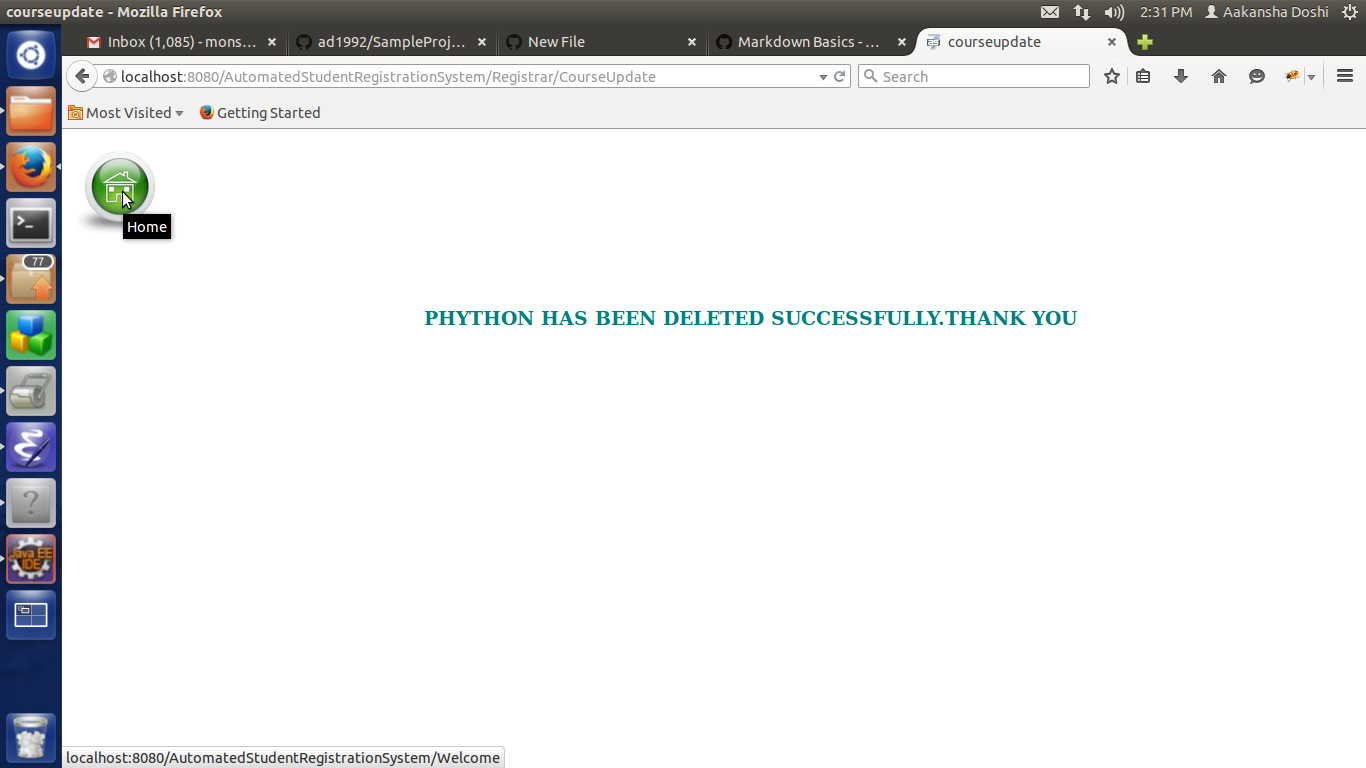 courseupdate - Mozilla Firefox
2:31 PM
Aakansha Doshi
Inbox (1,085) - mons...
ad1992/SampleProj...
New File
Markdown Basics - ...
courseupdate
localhost:8080/AutomatedStudentRegistrationSystem/Registrar/CourseUpdate
Search
Most Visited
Getting Started
Home
77
PHYTHON HAS BEEN DELETED SUCCESSFULLY.THANK YOU
>_
?
Java EE
IDE
localhost:8080/AutomatedStudentRegistrationSystem/Welcome